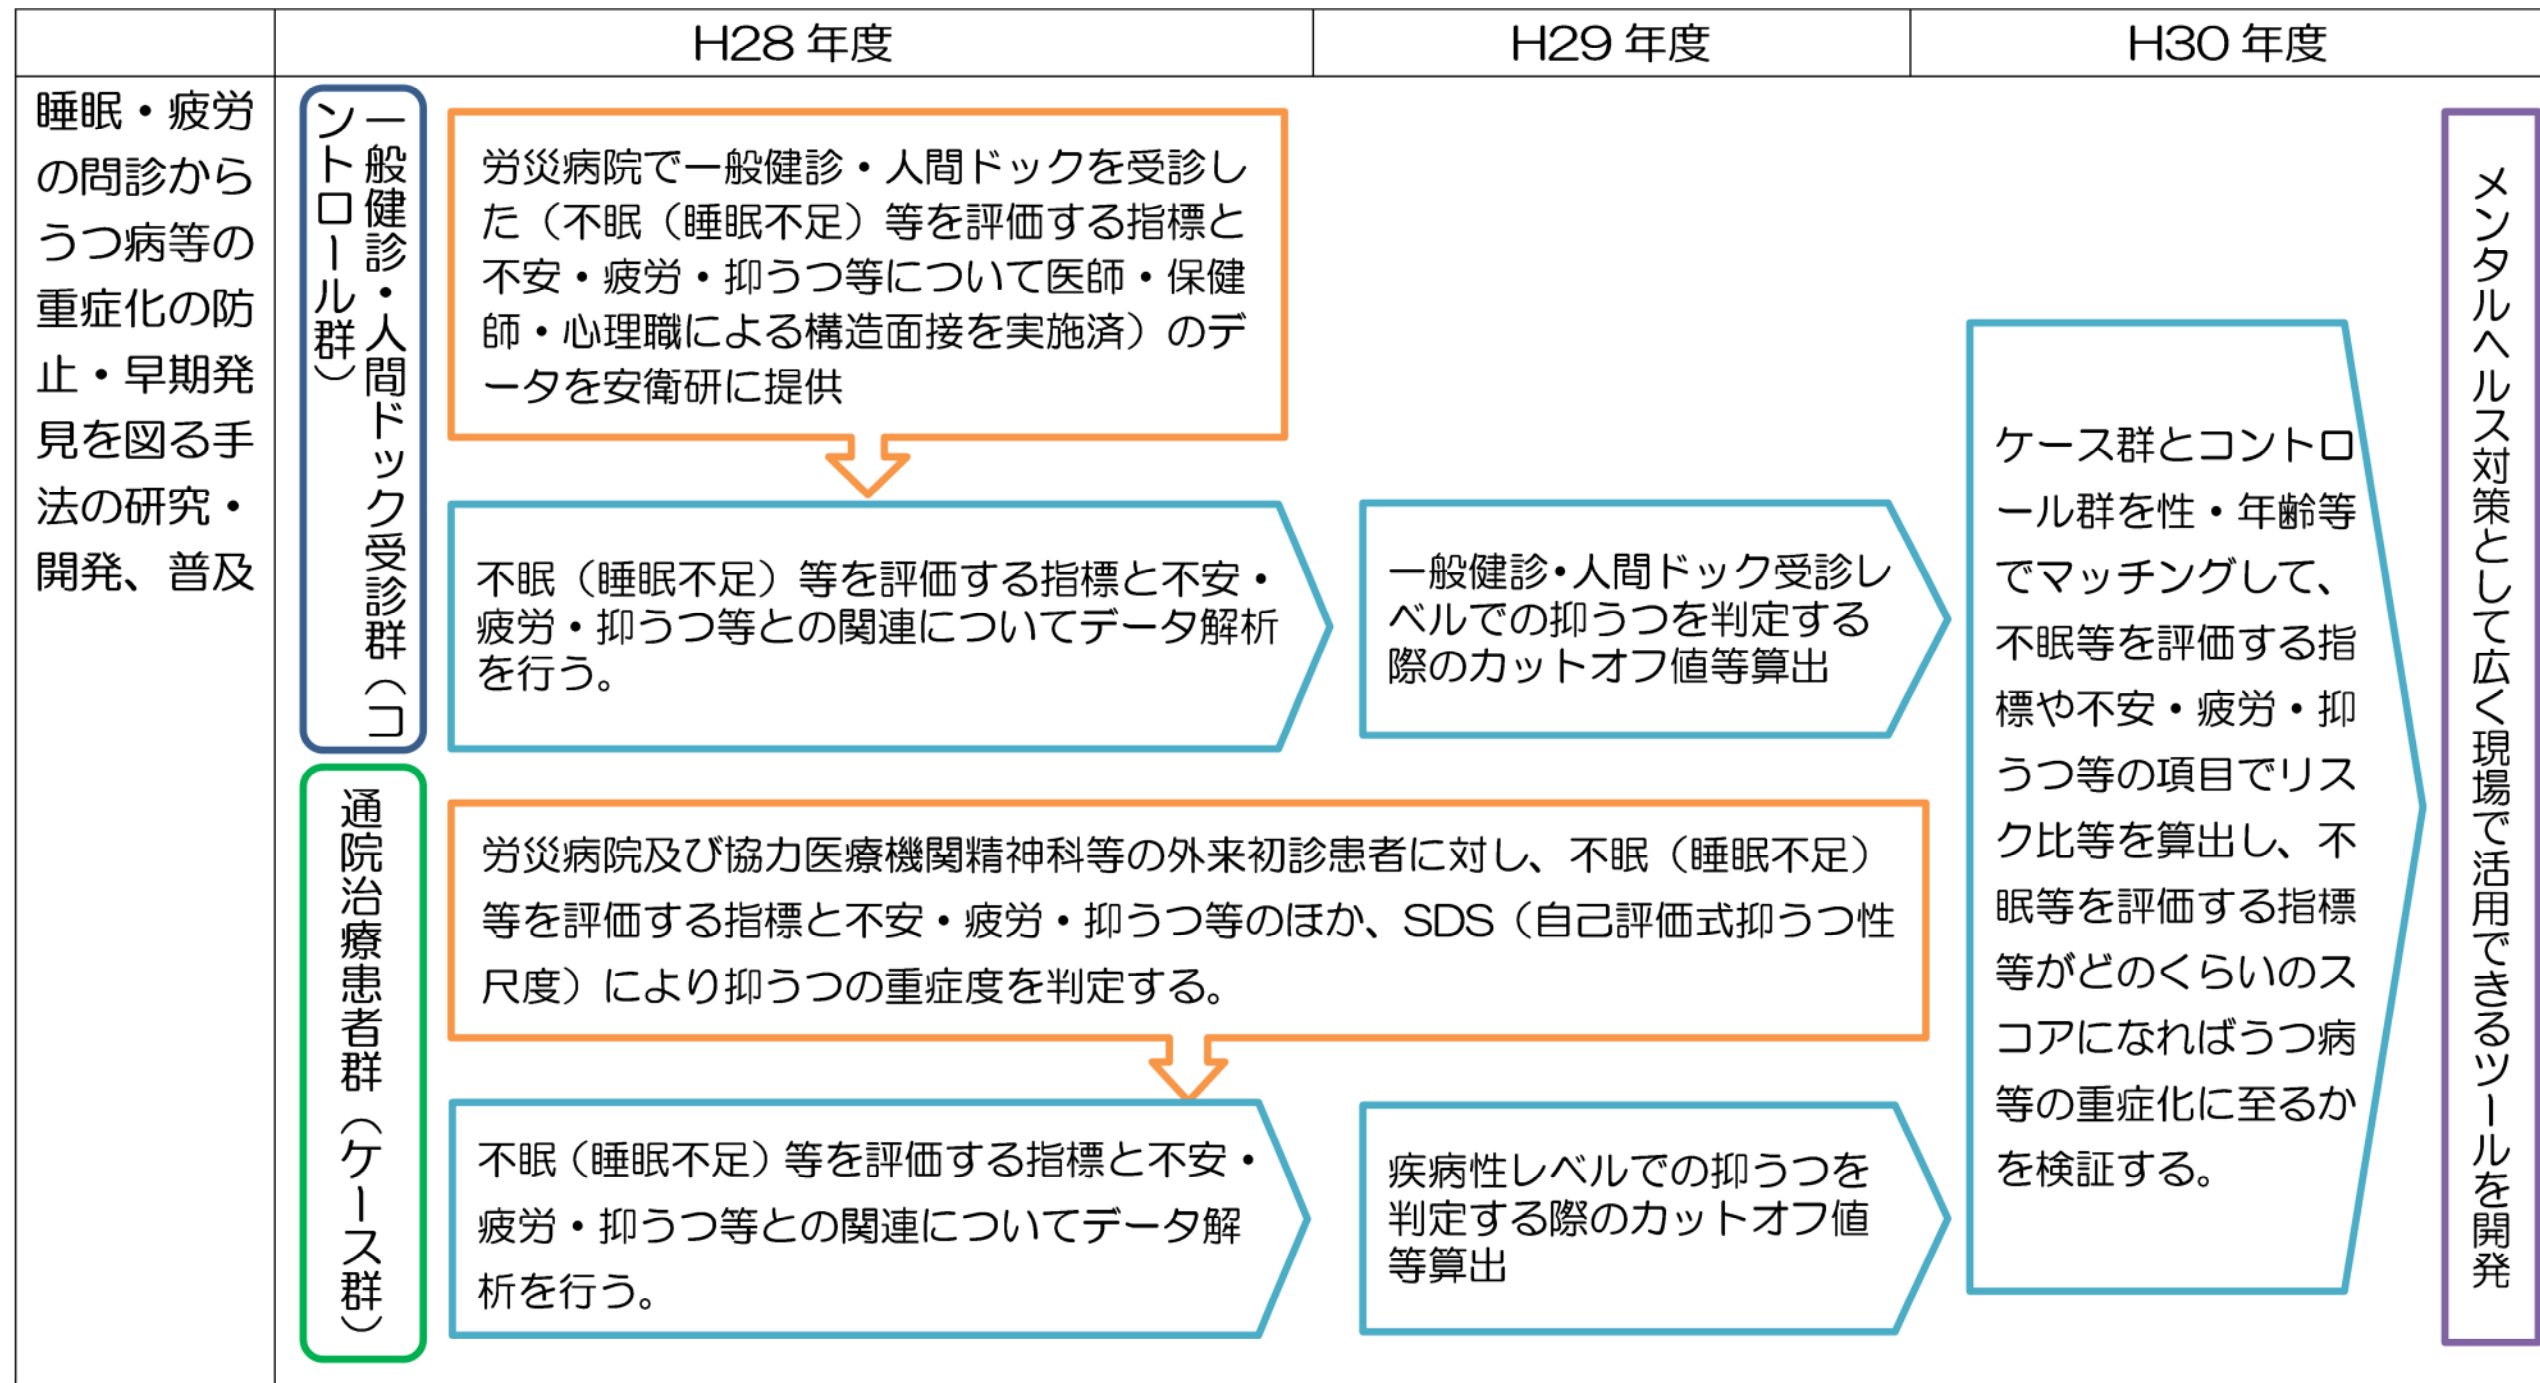 H28 年度
H29 年度
H30 年度
睡眠・疲労
の問診から
うつ病等の
重症化の防
止・早期発
見を図る手
法の研究・
開発、普及
一般健診・人間ドック受診群（コ
ントロール群）
労災病院で一般健診・人間ドックを受診し
た（不眠（睡眠不足）等を評価する指標と
不安・疲労・抑うつ等について医師・保健
師・心理職による構造面接を実施済）のデ
ータを安衛研に提供
不眠（睡眠不足）等を評価する指標と不安・
疲労・抑うつ等との関連についてデータ解析
を行う。
一般健診・人間ドック受診レ
ベルでの抑うつを判定する
際のカットオフ値等算出
通院治療患者群（ケース群）
労災病院及び協力医療機関精神科等の外来初診患者に対し、不眠（睡眠不足）
等を評価する指標と不安・疲労・抑うつ等のほか、SDS（自己評価式抑うつ性
尺度）により抑うつの重症度を判定する。
不眠（睡眠不足）等を評価する指標と不安・
疲労・抑うつ等との関連についてデータ解
析を行う。
疾病性レベルでの抑うつを
判定する際のカットオフ値
等算出
ケース群とコントロ
ール群を性・年齢等
でマッチングして、
不眠等を評価する指
標や不安・疲労・抑
うつ等の項目でリス
ク比等を算出し、不
眠等を評価する指標
等がどのくらいのス
コアになればうつ病
等の重症化に至るか
を検証する。
メンタルヘルス対策として広く現場で活用できるツールを開発